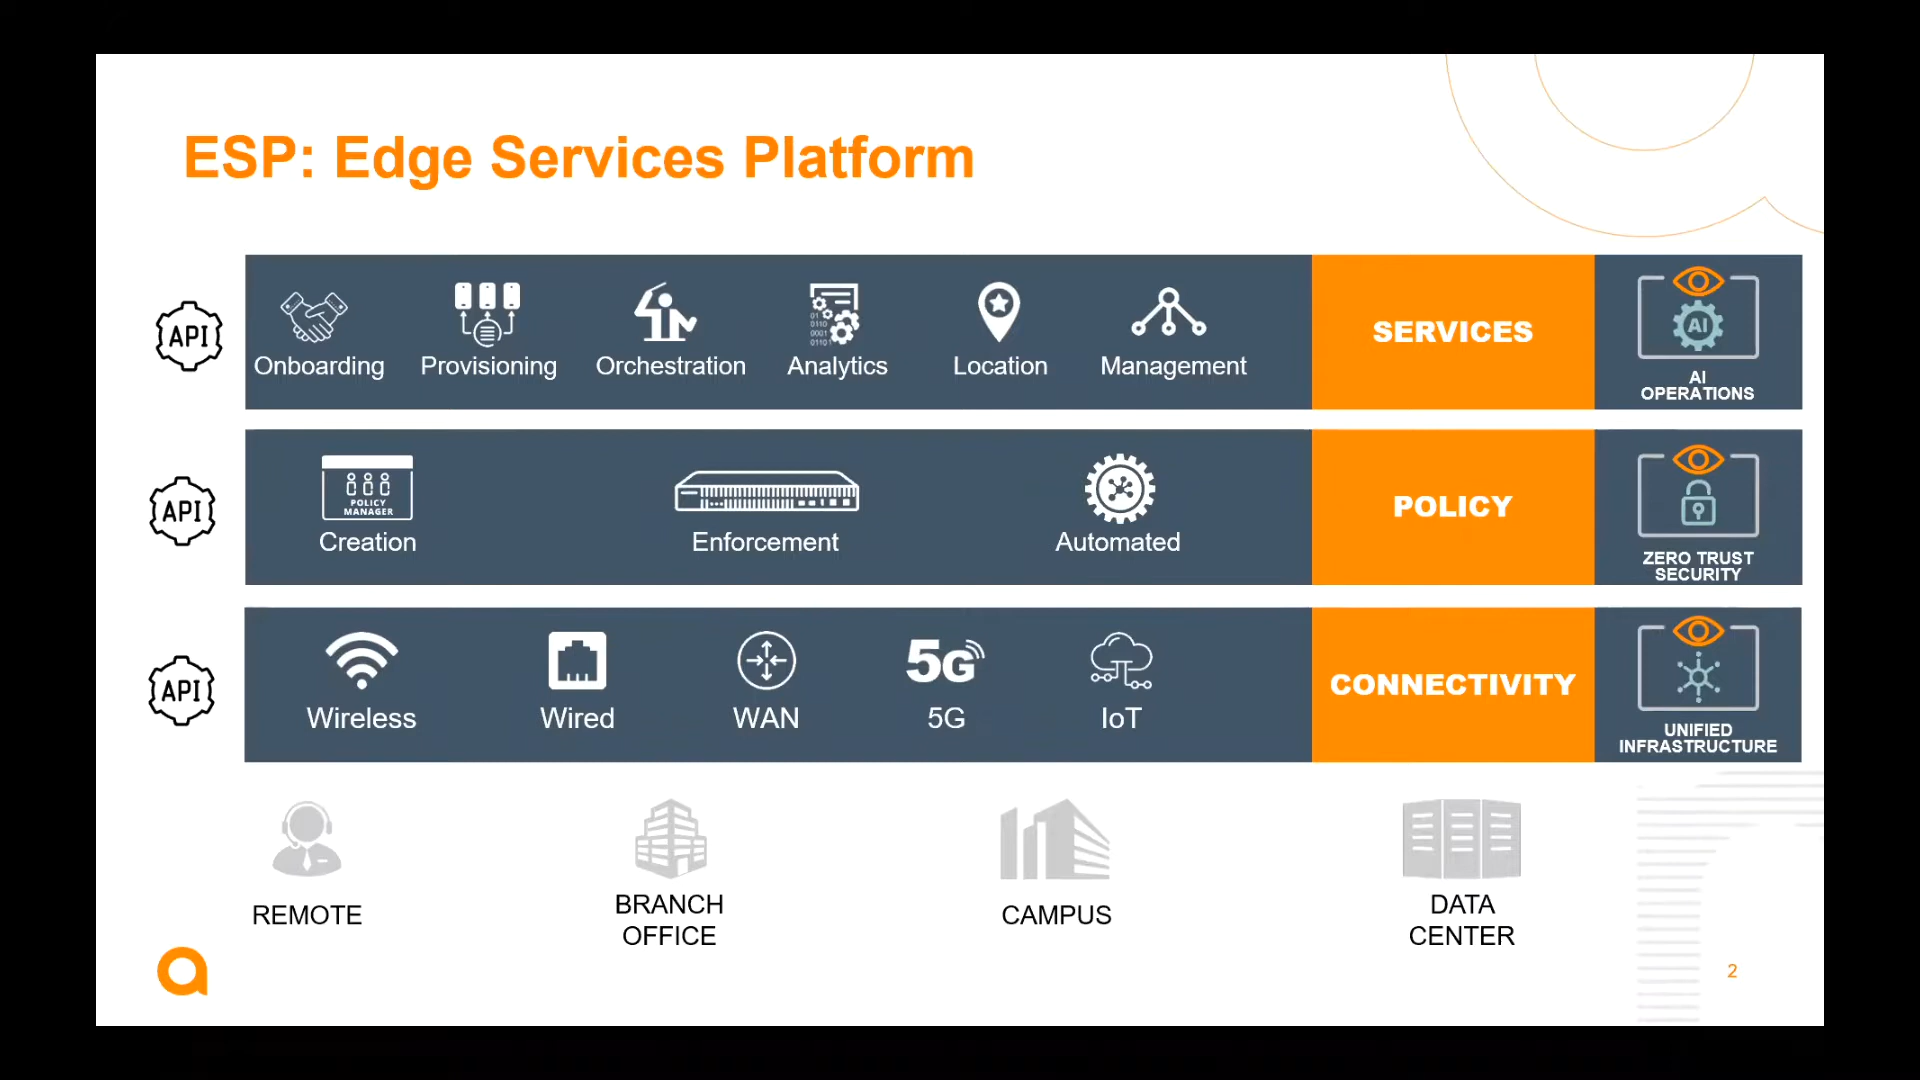 ESP: Edge Services Platform
API
Onboarding
Provisioning
Orchestration
Analytics
Location
Management
SERVICES
AI
AI
OPERATIONS
API
POLICY
MANAGER
Creation
Enforcement
Automated
POLICY
ZERO TRUST
SECURITY
API
Wireless
Wired
WAN
5G
5G
IoT
CONNECTIVITY
UNIFIED
INFRASTRUCTURE
REMOTE
BRANCH
OFFICE
CAMPUS
DATA
CENTER
2